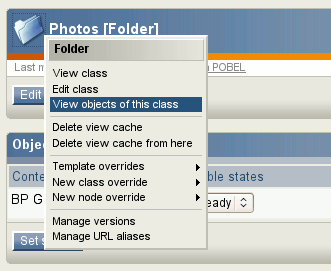 Photos [Folder]
Folder
Last m
POBEL
View class
Edit
Edit class
View objects of this class
Delete view cache
Obje
Delete view cache from here
Template overrides
Conte
ble states
New class override
BP G
New node override
eady
Manage versions
Set s
Manage URL aliases